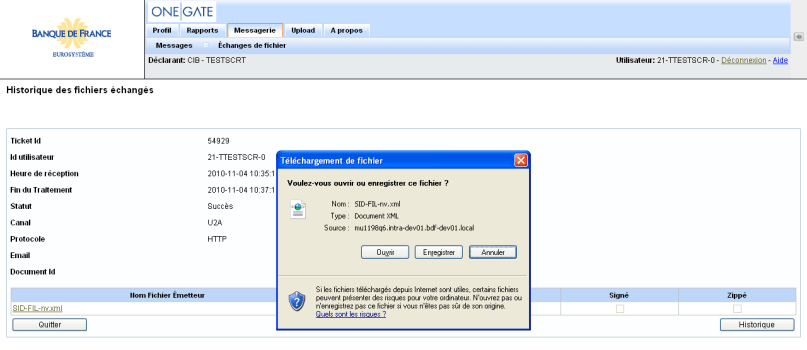 BANQUE DE FRANCE
EUROSYSTÈME
ONE GATE
Profil Rapports Messagerie Upload A propos
Messages Échanges de fichier
Déclarant: CIB - TESTSCRT Utilisateur: 21-TTESTSCR-0 - Déconnexion - Aide
Historique des fichiers échangés
Ticket Id 54929
Id utilisateur 21-TTESTSCR-0
Heure de réception 2010-11-04 10:35:1
Fin du Traitement 2010-11-04 10:37:1
Statut Succès
Canal U2A
Protocole HTTP
Email
Document Id
Nom Fichier Émetteur Signé Zippé
SID-FIL-nv.xml
Quitter Historique
Téléchargement de fichier
Voulez-vous ouvrir ou enregistrer ce fichier ?
Nom : SID-FIL-nv.xml
Type : Document XML
Source : mu1198q6.intra-dev01.bdf-dev01.local
Ouvrir Enregistrer Annuler
Si les fichiers téléchargés depuis Internet sont utiles, certains fichiers
peuvent présenter des risques pour votre ordinateur. N'ouvrez pas ou
n'enregistrez pas ce fichier si vous n'êtes pas sûr de son origine.
Quels sont les risques ?